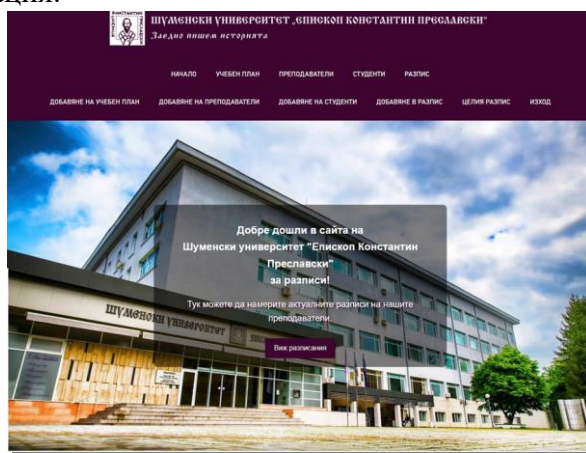 ация.
ШУМЕНСКИ УНИВЕРСИТЕТ „ЕПИСКОП КОНСТАНТИН ПРЕСЛАВСКИ“
Заедно пишем историята
НАЧАЛО УЧЕБЕН ПЛАН ПРЕПОДАВАТЕЛИ СТУДЕНТИ РАЗПИС
ДОБАВЯНЕ НА УЧЕБЕН ПЛАН ДОБАВЯНЕ НА ПРЕПОДАВАТЕЛИ ДОБАВЯНЕ НА СТУДЕНТИ ДОБАВЯНЕ В РАЗПИС ЦЕЛИЯ РАЗПИС ИЗХОД
Добре дошли в сайта на
Шуменски университет "Епископ Константин
Преславски"
за разписи!
Тук можете да намерите актуалните разписи на нашите
преподаватели.
Виж разписания
ШУМЕНСКИ УНИВЕРСИТЕТ